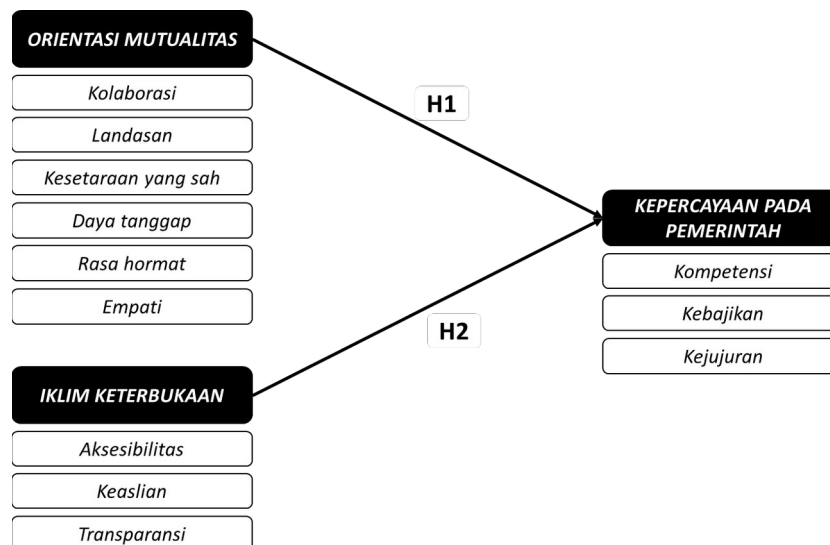 ORIENTASI MUTUALITAS
Kolaborasi
Landasan
Kesetaraan yang sah
Daya tanggap
Rasa hormat
Empati
H1
KEPERCAYAAN PADA
PEMERINTAH
Kompetensi
Kebajikan
Kejujuran
H2
IKLIM KETERBUKAAN
Aksesibilitas
Keaslian
Transparansi